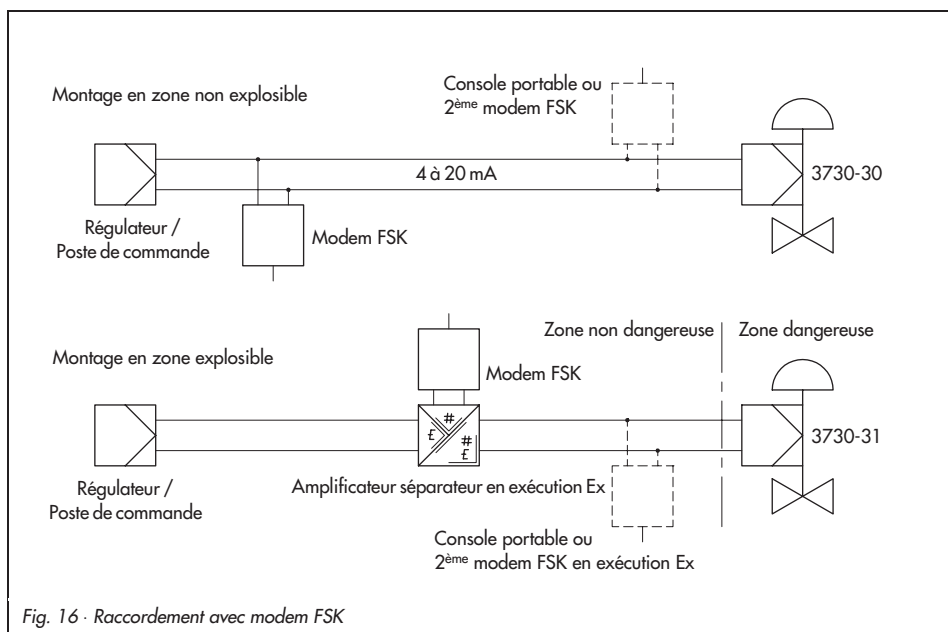 Montage en zone non explosible
Console portable ou
2ème modem FSK
4 à 20 mA
3730-30
Régulateur /
Poste de commande
Modem FSK
Zone non dangereuse
Zone dangereuse
Montage en zone explosible
Modem FSK
3730-31
Régulateur /
Poste de commande
Amplificateur séparateur en exécution Ex
Console portable ou
2ème modem FSK en exécution Ex
Fig. 16 · Raccordement avec modem FSK